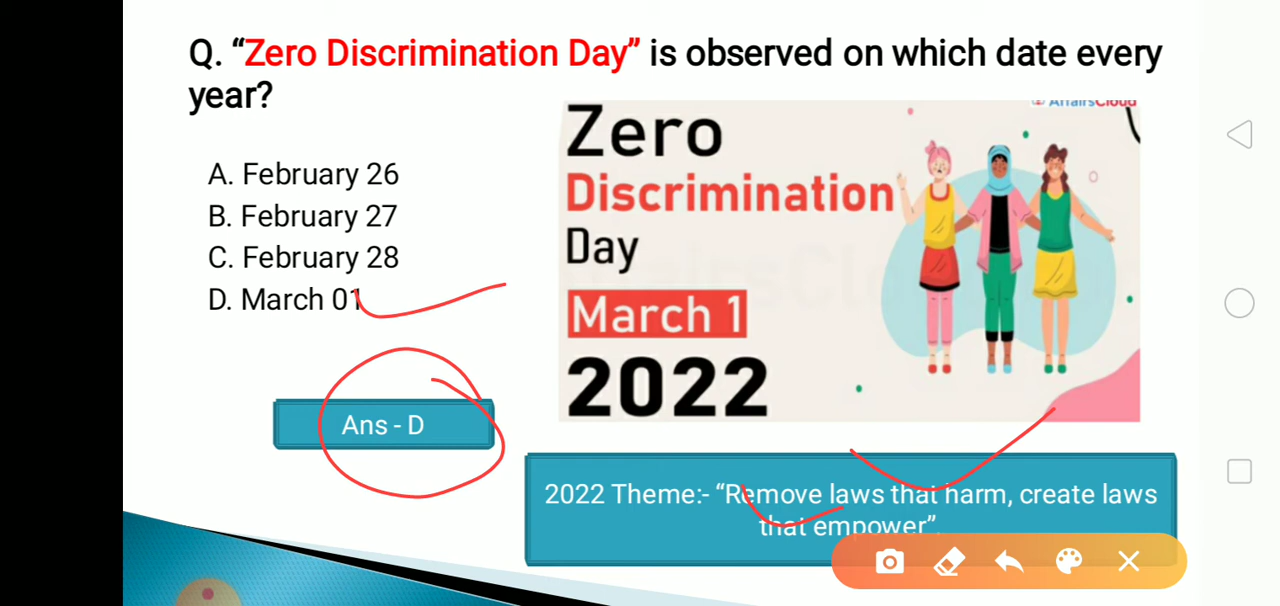 Q. “Zero Discrimination Day” is observed on which date every
year?
A. February 26
B. February 27
C. February 28
D. March 01
Ans - D
AffairsCloud
Zero
Discrimination
Day
March 1
2022
2022 Theme:- “Remove laws that harm, create laws
that empower”